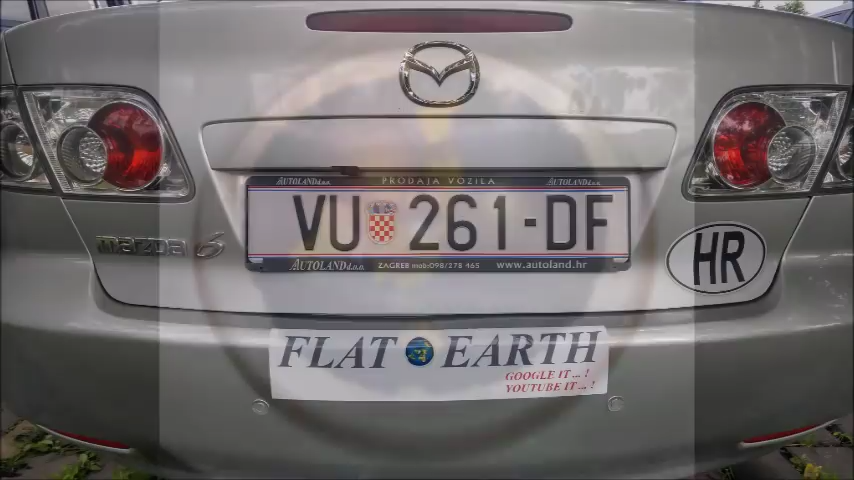 AUTOLAND d.o.o. PRODAJA VOZILA AUTOLAND d.o.o.
VU 261-DF
AUTOLAND d.o.o. ZAGREB mob:098/278 465 www.autoland.hr
mazda 6
HR
FLAT EARTH
GOOGLE IT ... !
YOUTUBE IT ... !